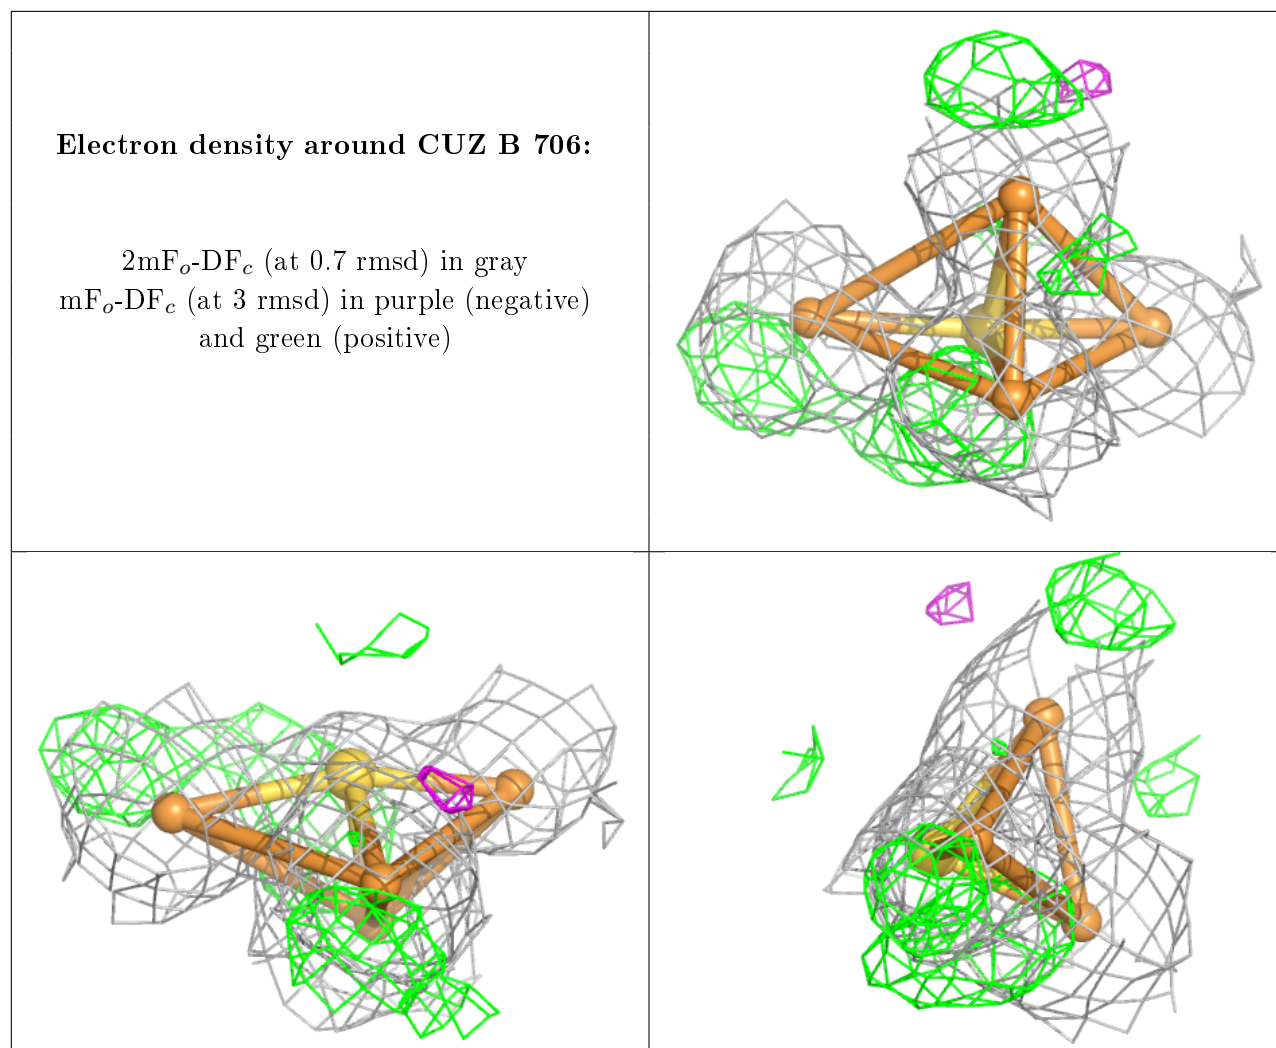 Electron density around CUZ B 706:
2mFo-DFc (at 0.7 rmsd) in gray
mFo-DFc (at 3 rmsd) in purple (negative)
and green (positive)